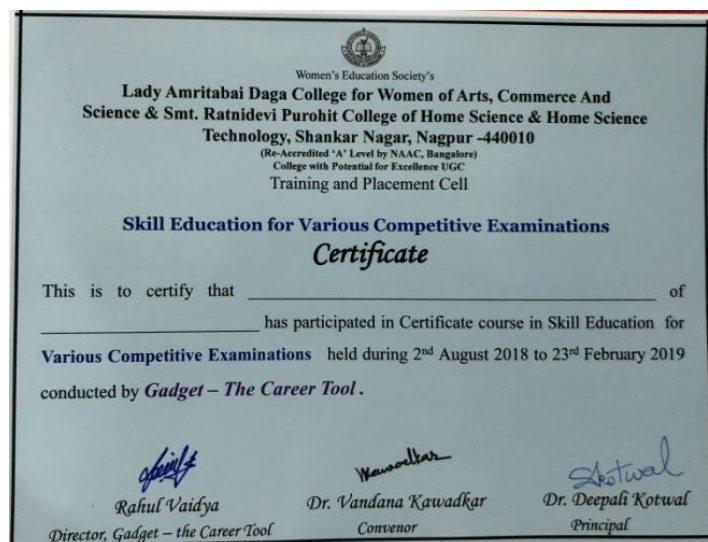 Women's Education Society's
Lady Amritabai Daga College for Women of Arts, Commerce And
Science & Smt. Ratnidevi Purohit College of Home Science & Home Science
Technology, Shankar Nagar, Nagpur -440010
(Re-Accredited 'A' Level by NAAC, Bangalore)
College with Potential for Excellence UGC
Training and Placement Cell
Skill Education for Various Competitive Examinations
Certificate
This is to certify that ______________________ of
______________________ has participated in Certificate course in Skill Education for
Various Competitive Examinations held during 2nd August 2018 to 23rd February 2019
conducted by Gadget – The Career Tool.
Kawadkar
Kotwal
Rahul Vaidya Dr. Vandana Kawadkar Dr. Deepali Kotwal
Director, Gadget – the Career Tool Convenor Principal